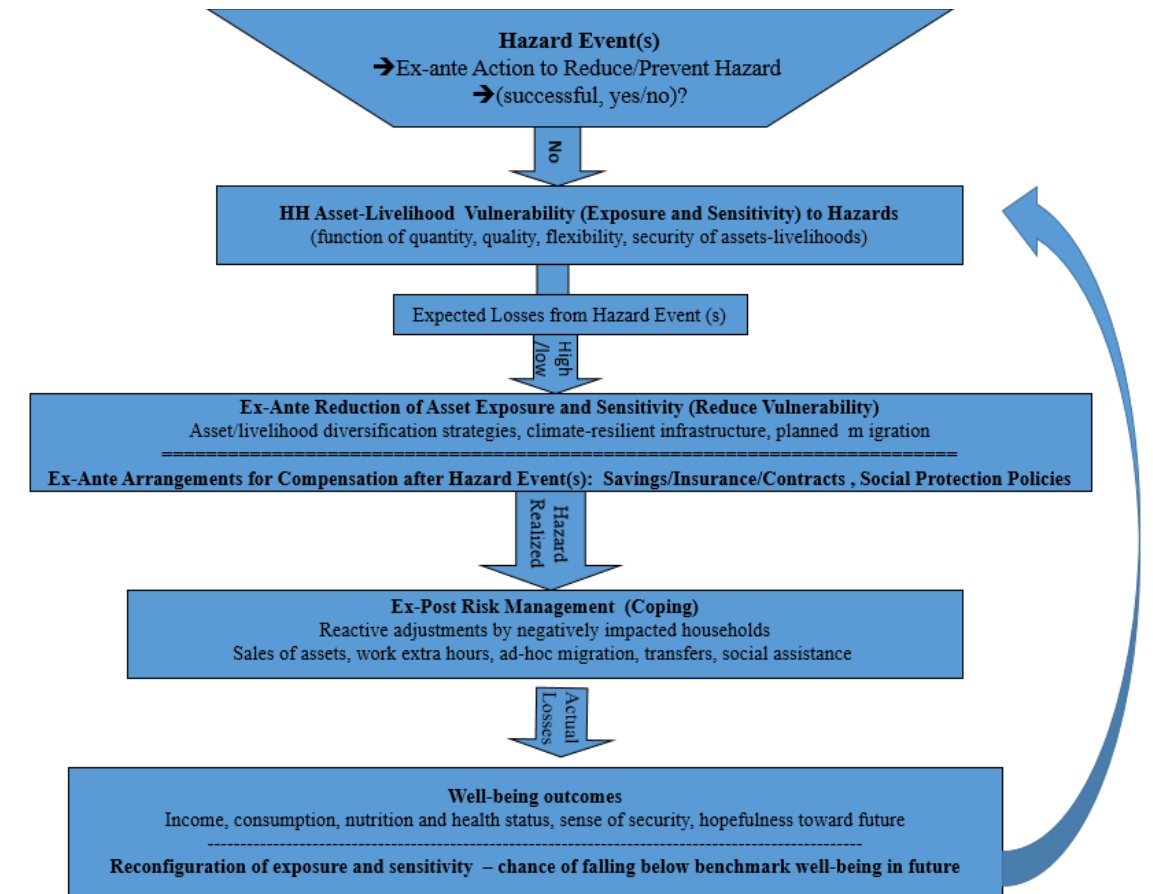 Hazard Event(s)
➔Ex-ante Action to Reduce/Prevent Hazard
➔(successful, yes/no)?
No
HH Asset-Livelihood Vulnerability (Exposure and Sensitivity) to Hazards
(function of quantity, quality, flexibility, security of assets-livelihoods)
Expected Losses from Hazard Event (s)
High
/low
Ex-Ante Reduction of Asset Exposure and Sensitivity (Reduce Vulnerability)
Asset/livelihood diversification strategies, climate-resilient infrastructure, planned m igration
Ex-Ante Arrangements for Compensation after Hazard Event(s): Savings/Insurance/Contracts , Social Protection Policies
Hazard
Realized
Ex-Post Risk Management (Coping)
Reactive adjustments by negatively impacted households
Sales of assets, work extra hours, ad-hoc migration, transfers, social assistance
Actual
Losses
Well-being outcomes
Income, consumption, nutrition and health status, sense of security, hopefulness toward future
Reconfiguration of exposure and sensitivity – chance of falling below benchmark well-being in future